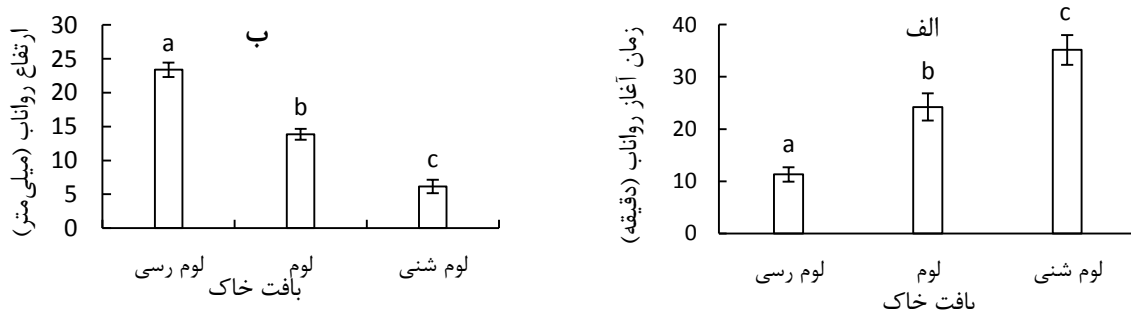 الف
زمان آغاز رواناب (دقیقه)
40
30
20
10
0
a
b
c
لوم رسی
لوم
لوم شنی
بافت خاک
ب
ارتفاع رواناب (میلی‌متر)
30
25
20
15
10
5
0
a
b
c
لوم رسی
لوم
لوم شنی
بافت خاک